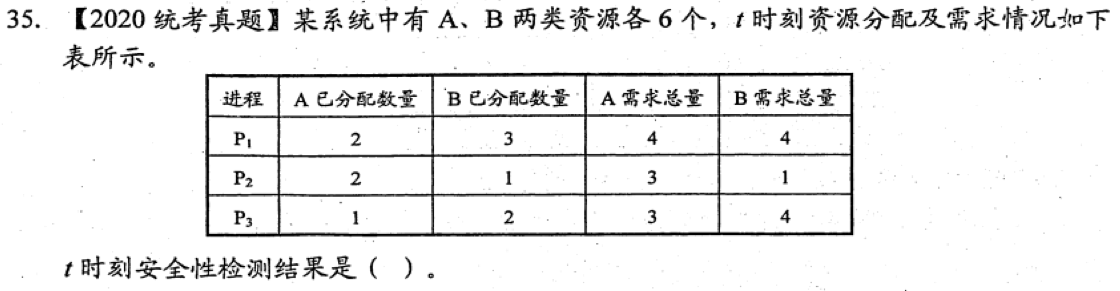 35. 【2020 统考真题】某系统中有 A、B 两类资源各 6 个，t 时刻资源分配及需求情况如下
表所示。
进程 A 已分配数量 B 已分配数量 A 需求总量 B 需求总量
P₁ 2 3 4 4
P₂ 2 1 3 1
P₃ 1 2 3 4
t 时刻安全性检测结果是（ ）。